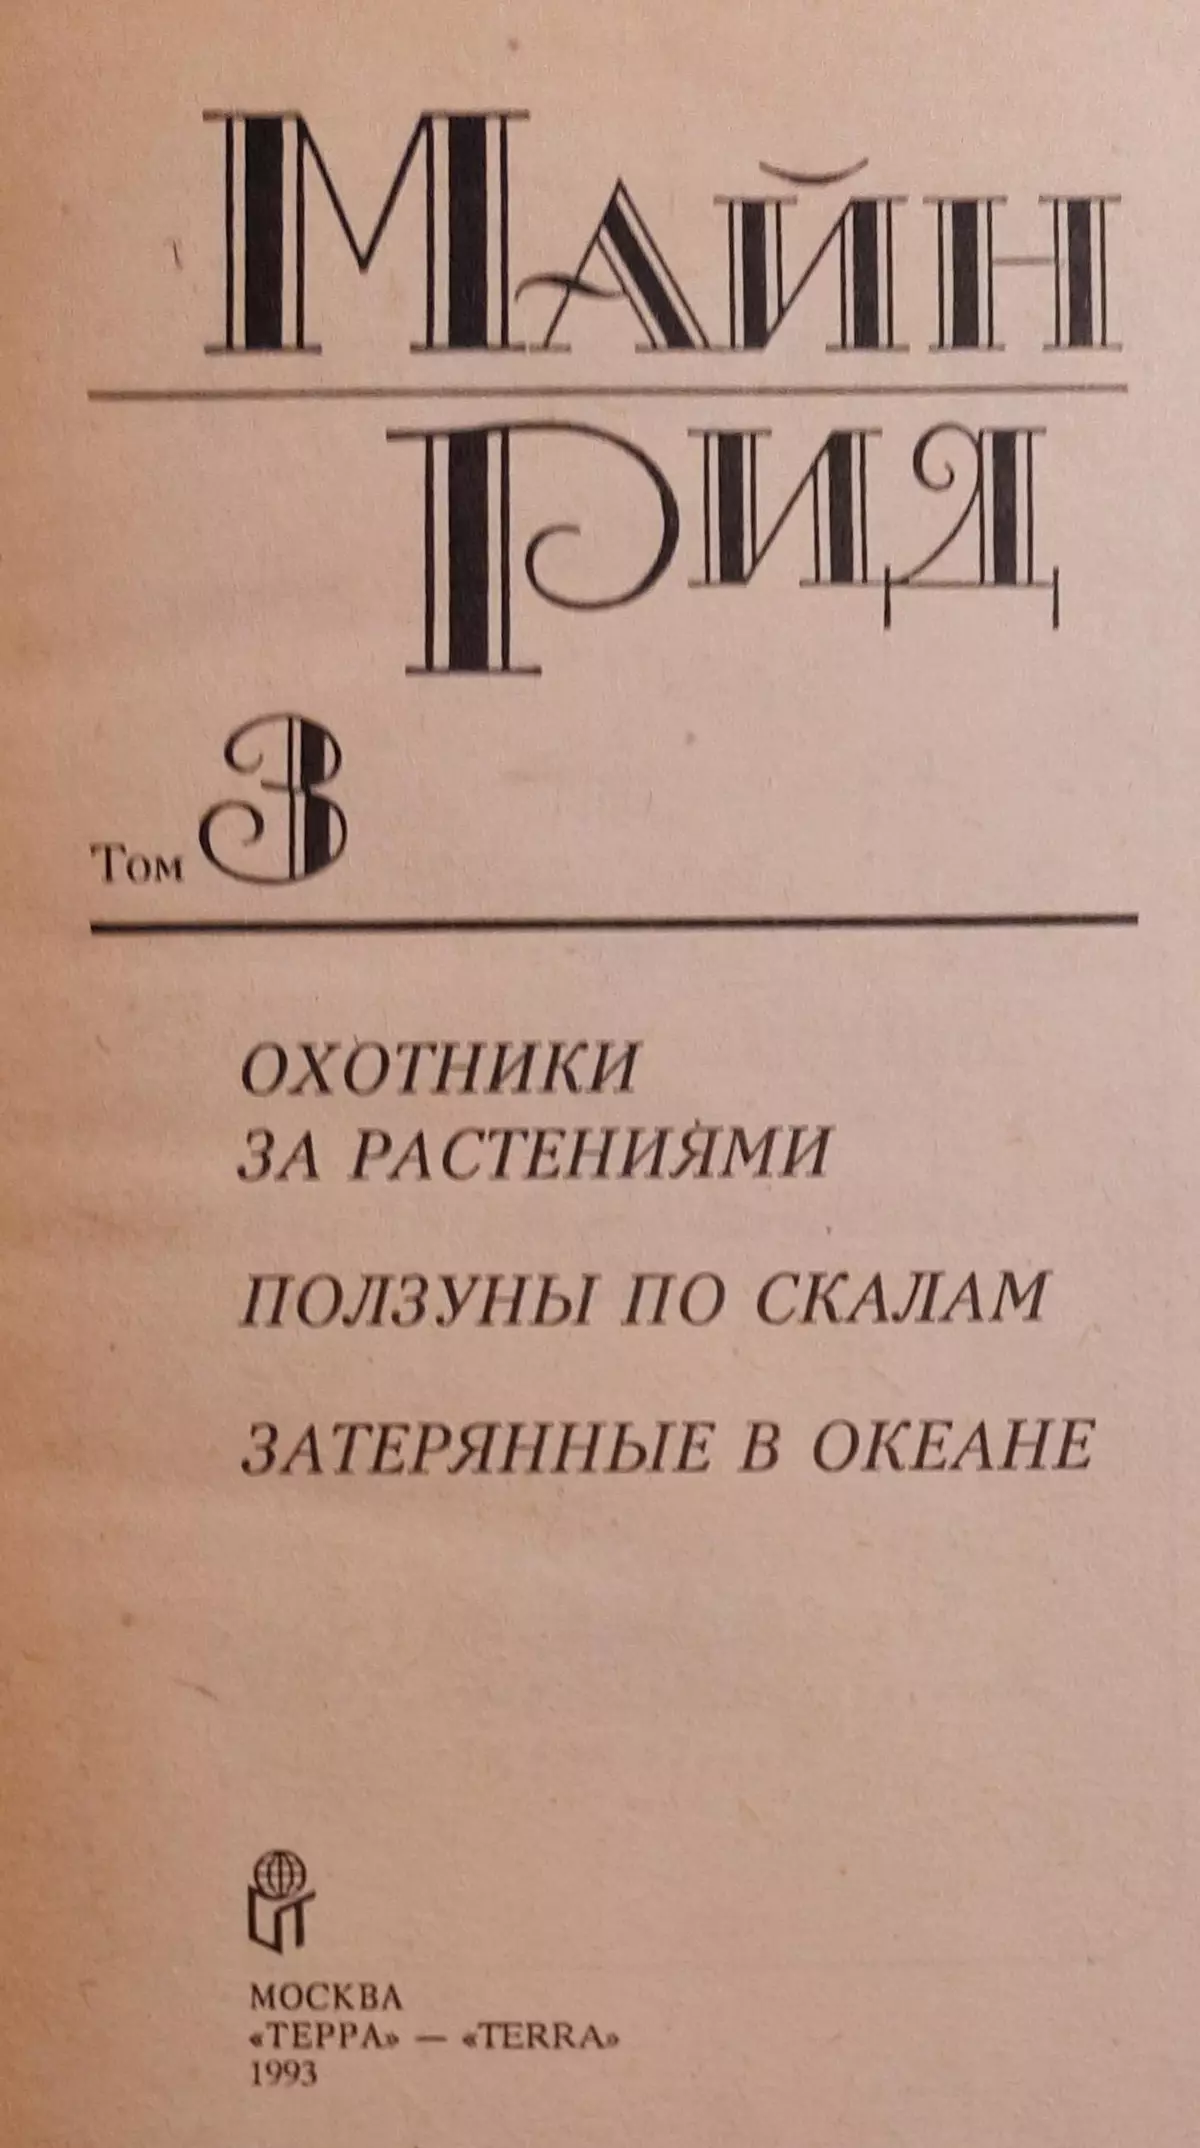 Майн
Рид
Том 3
ОХОТНИКИ
ЗА РАСТЕНИЯМИ
ПОЛЗУНЫ ПО СКАЛАМ
ЗАТЕРЯННЫЕ В ОКЕАНЕ
МОСКВА
«ТЕРРА» — «TERRA»
1993